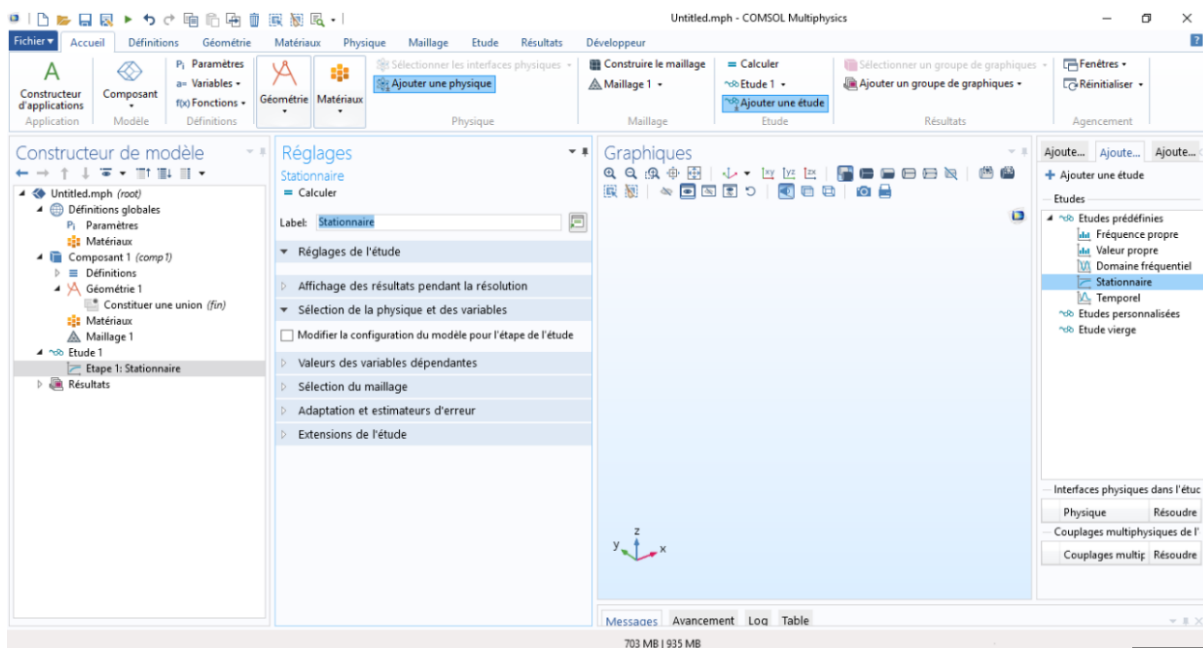 Untitled.mph - COMSOL Multiphysics
Fichier Accueil Définitions Géométrie Matériaux Physique Maillage Etude Résultats Développeur
Constructeur d'applications
Application
Composant
Modèle
Pi Paramètres
a= Variables
f(x) Fonctions
Définitions
Géométrie
Matériaux
Sélectionner les interfaces physiques
Ajouter une physique
Physique
Construire le maillage
Maillage 1
Maillage
= Calculer
Etude 1
Ajouter une étude
Etude
Sélectionner un groupe de graphiques
Ajouter un groupe de graphiques
Résultats
Fenêtres
Réinitialiser
Agencement
Constructeur de modèle
Untitled.mph (root)
Définitions globales
Pi Paramètres
Matériaux
Composant 1 (comp1)
Définitions
Géométrie 1
Constituer une union (fin)
Matériaux
Maillage 1
Etude 1
Etape 1: Stationnaire
Résultats
Réglages
Stationnaire
= Calculer
Label: Stationnaire
Réglages de l'étude
Affichage des résultats pendant la résolution
Sélection de la physique et des variables
Modifier la configuration du modèle pour l'étape de l'étude
Valeurs des variables dépendantes
Sélection du maillage
Adaptation et estimateurs d'erreur
Extensions de l'étude
Graphiques
xy yz zx
z
y
x
Messages Avancement Log Table
Ajoute... Ajoute... Ajoute...
+ Ajouter une étude
Etudes
Etudes prédéfinies
Fréquence propre
Valeur propre
Domaine fréquentiel
Stationnaire
Temporel
Etudes personnalisées
Etude vierge
Interfaces physiques dans l'étuc
Physique Résoudre
Couplages multiphysiques de l'
Couplages multip Résoudre
703 MB | 935 MB